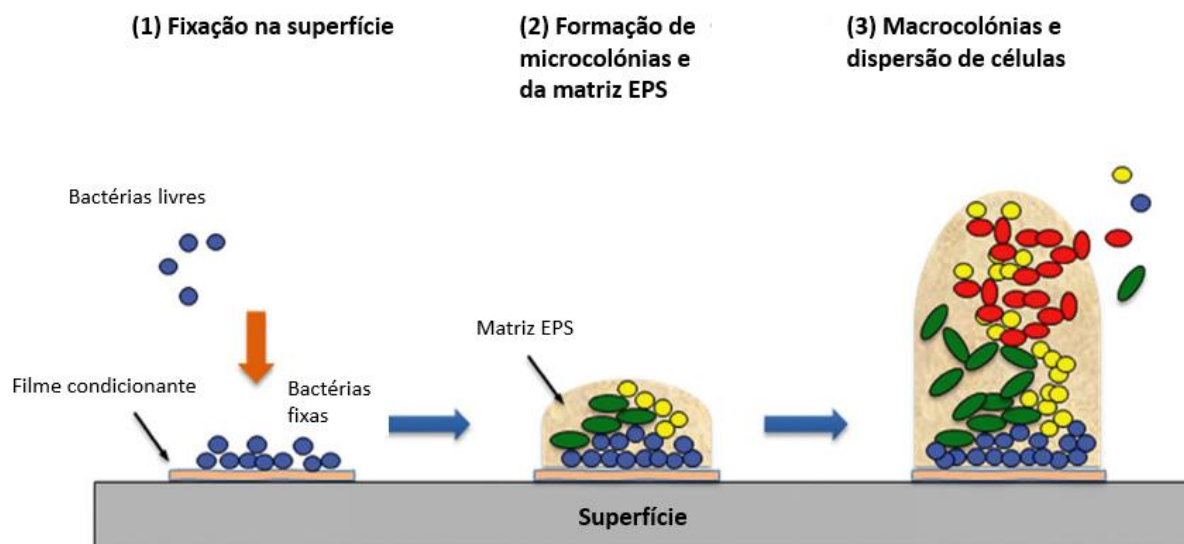 (1) Fixação na superfície
(2) Formação de
microcolónias e
da matriz EPS
(3) Macrocolónias e
dispersão de células
Bactérias livres
Filme condicionante
Bactérias
fixas
Matriz EPS
Superfície